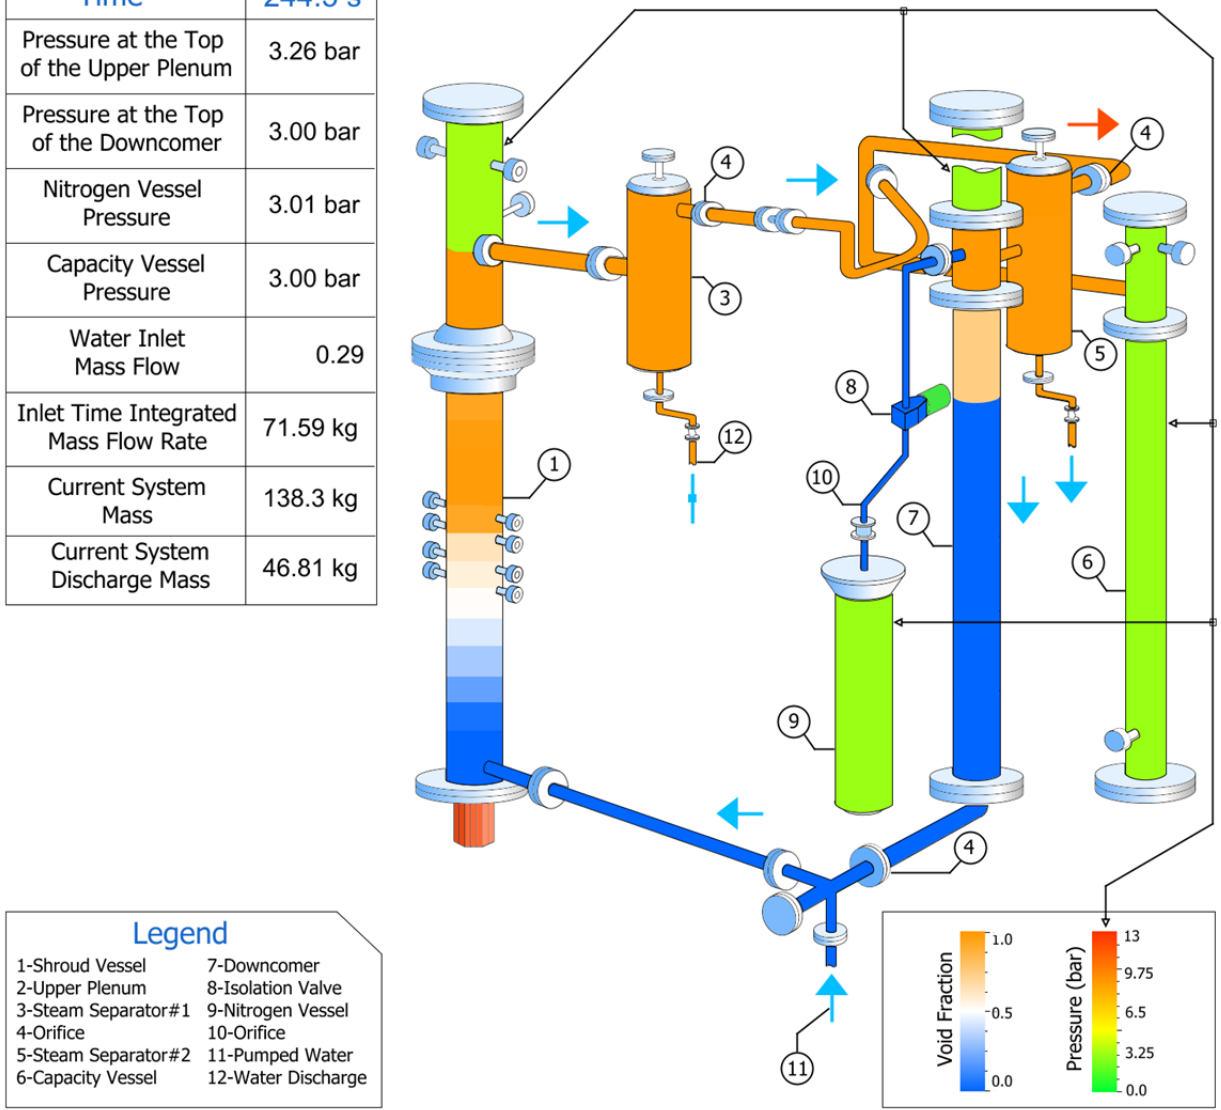 Time 244.5 s
Pressure at the Top
of the Upper Plenum
3.26 bar
Pressure at the Top
of the Downcomer
3.00 bar
Nitrogen Vessel
Pressure
3.01 bar
Capacity Vessel
Pressure
3.00 bar
Water Inlet
Mass Flow
0.29
Inlet Time Integrated
Mass Flow Rate
71.59 kg
Current System
Mass
138.3 kg
Current System
Discharge Mass
46.81 kg
4
4
3
5
8
12
1
10
7
6
9
4
11
Legend
1-Shroud Vessel
2-Upper Plenum
3-Steam Separator#1
4-Orifice
5-Steam Separator#2
6-Capacity Vessel
7-Downcomer
8-Isolation Valve
9-Nitrogen Vessel
10-Orifice
11-Pumped Water
12-Water Discharge
Void Fraction
1.0
0.5
0.0
Pressure (bar)
13
9.75
6.5
3.25
0.0